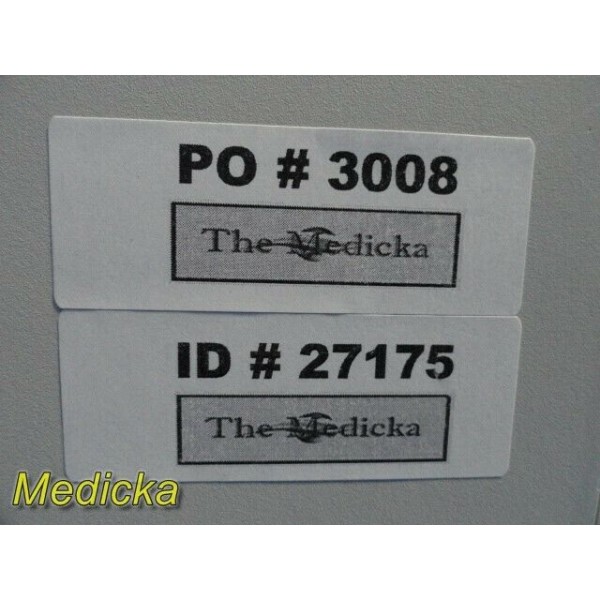 PO # 3008
The Medicka
ID # 27175
The Medicka
Medicka